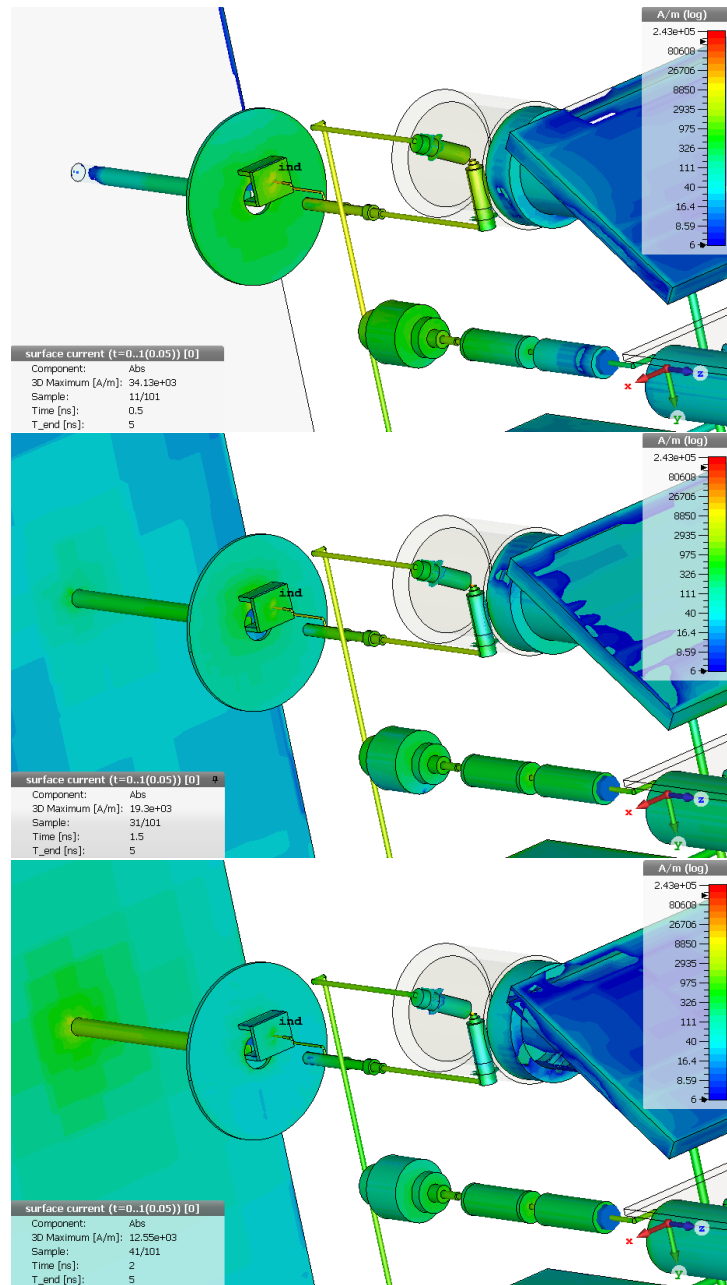 A/m (log)
2.43e+05
80608
26706
8850
2935
975
326
111
40
16.4
8.59
6
ind
surface current (t=0..1(0.05)) [0]
Component: Abs
3D Maximum [A/m]: 34.13e+03
Sample: 11/101
Time [ns]: 0.5
T_end [ns]: 5
x
y
z
A/m (log)
2.43e+05
80608
26706
8850
2935
975
326
111
40
16.4
8.59
6
ind
surface current (t=0..1(0.05)) [0]
Component: Abs
3D Maximum [A/m]: 19.3e+03
Sample: 31/101
Time [ns]: 1.5
T_end [ns]: 5
x
y
z
A/m (log)
2.43e+05
80608
26706
8850
2935
975
326
111
40
16.4
8.59
6
ind
surface current (t=0..1(0.05)) [0]
Component: Abs
3D Maximum [A/m]: 12.55e+03
Sample: 41/101
Time [ns]: 2
T_end [ns]: 5
x
y
z